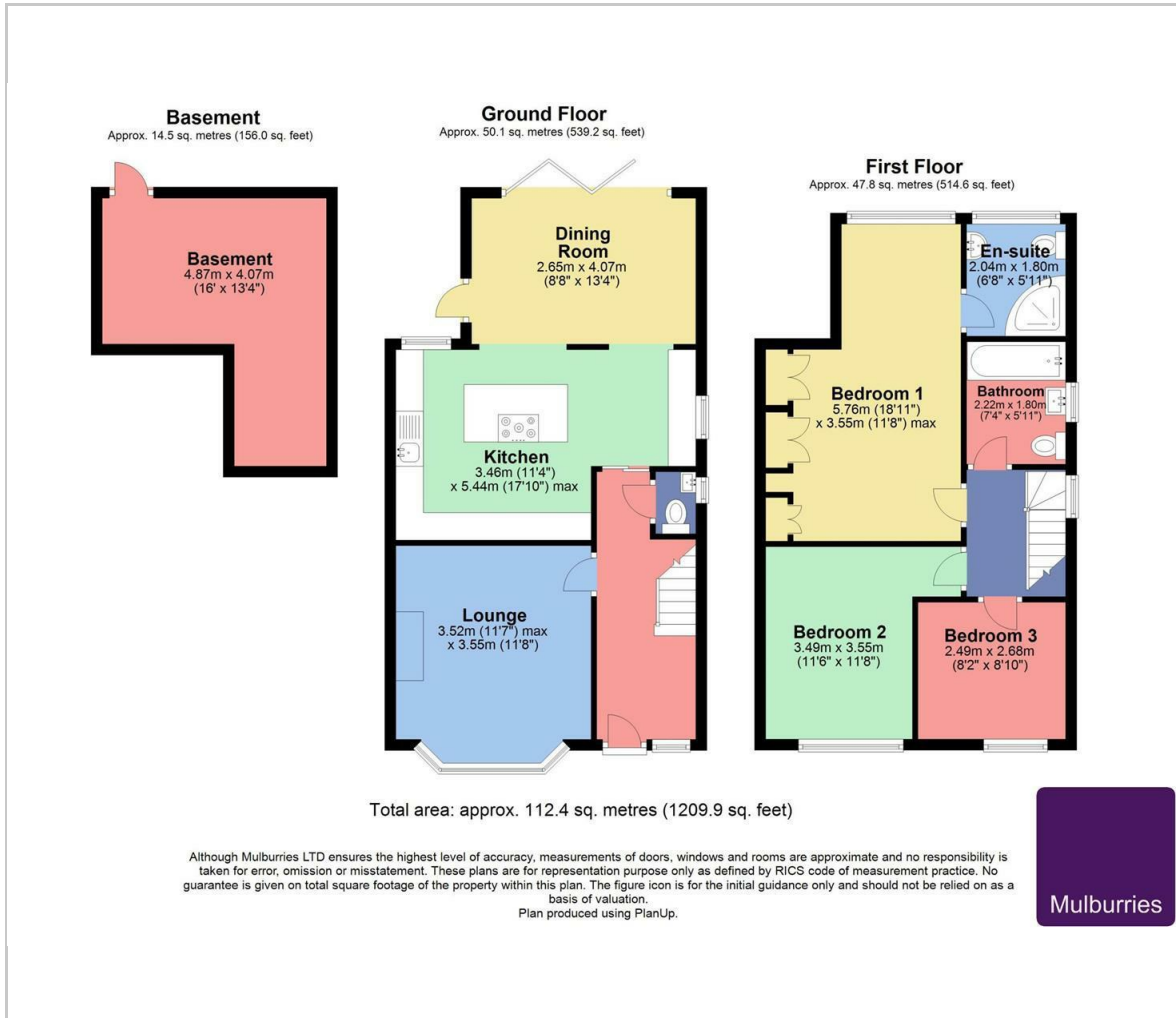 Basement
Approx. 14.5 sq. metres (156.0 sq. feet)
Basement
4.87m x 4.07m
(16' x 13'4")
Ground Floor
Approx. 50.1 sq. metres (539.2 sq. feet)
Dining
Room
2.65m x 4.07m
(8'8" x 13'4")
Kitchen
3.46m (11'4")
x 5.44m (17'10") max
Lounge
3.52m (11'7") max
x 3.55m (11'8")
First Floor
Approx. 47.8 sq. metres (514.6 sq. feet)
En-suite
2.04m x 1.80m
(6'8" x 5'11")
Bedroom 1
5.76m (18'11")
x 3.55m (11'8") max
Bathroom
2.22m x 1.80m
(7'4" x 5'11")
Bedroom 2
3.49m x 3.55m
(11'6" x 11'8")
Bedroom 3
2.49m x 2.68m
(8'2" x 8'10")
Total area: approx. 112.4 sq. metres (1209.9 sq. feet)
Although Mulburries LTD ensures the highest level of accuracy, measurements of doors, windows and rooms are approximate and no responsibility is
taken for error, omission or misstatement. These plans are for representation purpose only as defined by RICS code of measurement practice. No
guarantee is given on total square footage of the property within this plan. The figure icon is for the initial guidance only and should not be relied on as a
basis of valuation.
Plan produced using PlanUp.
Mulburries